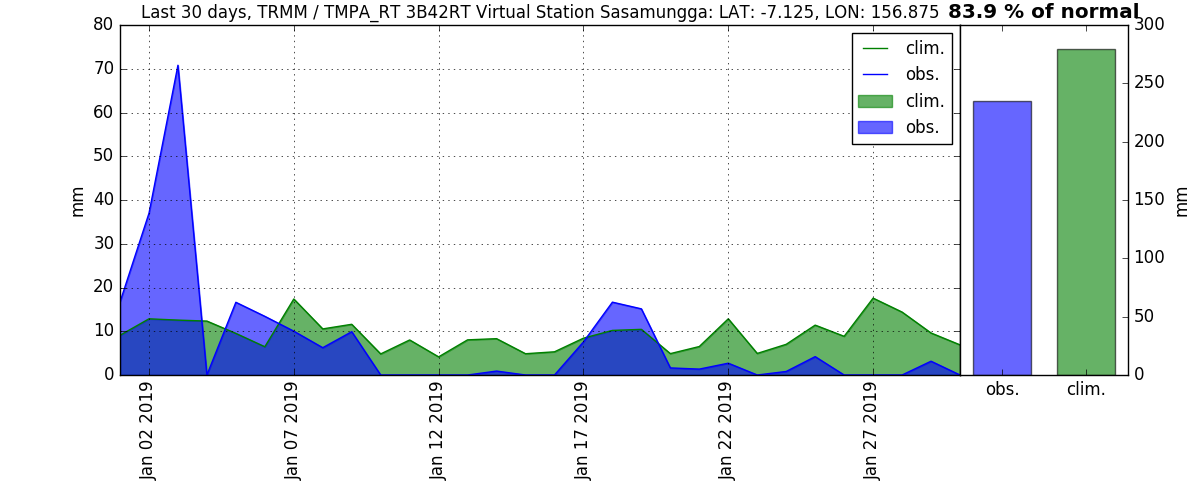 Last 30 days, TRMM / TMPA_RT 3B42RT Virtual Station Sasamungga: LAT: -7.125, LON: 156.875
83.9 % of normal
80
70
60
50
40
30
20
10
0
mm
clim.
obs.
clim.
obs.
Jan 02 2019
Jan 07 2019
Jan 12 2019
Jan 17 2019
Jan 22 2019
Jan 27 2019
300
250
200
150
100
50
0
mm
obs.
clim.